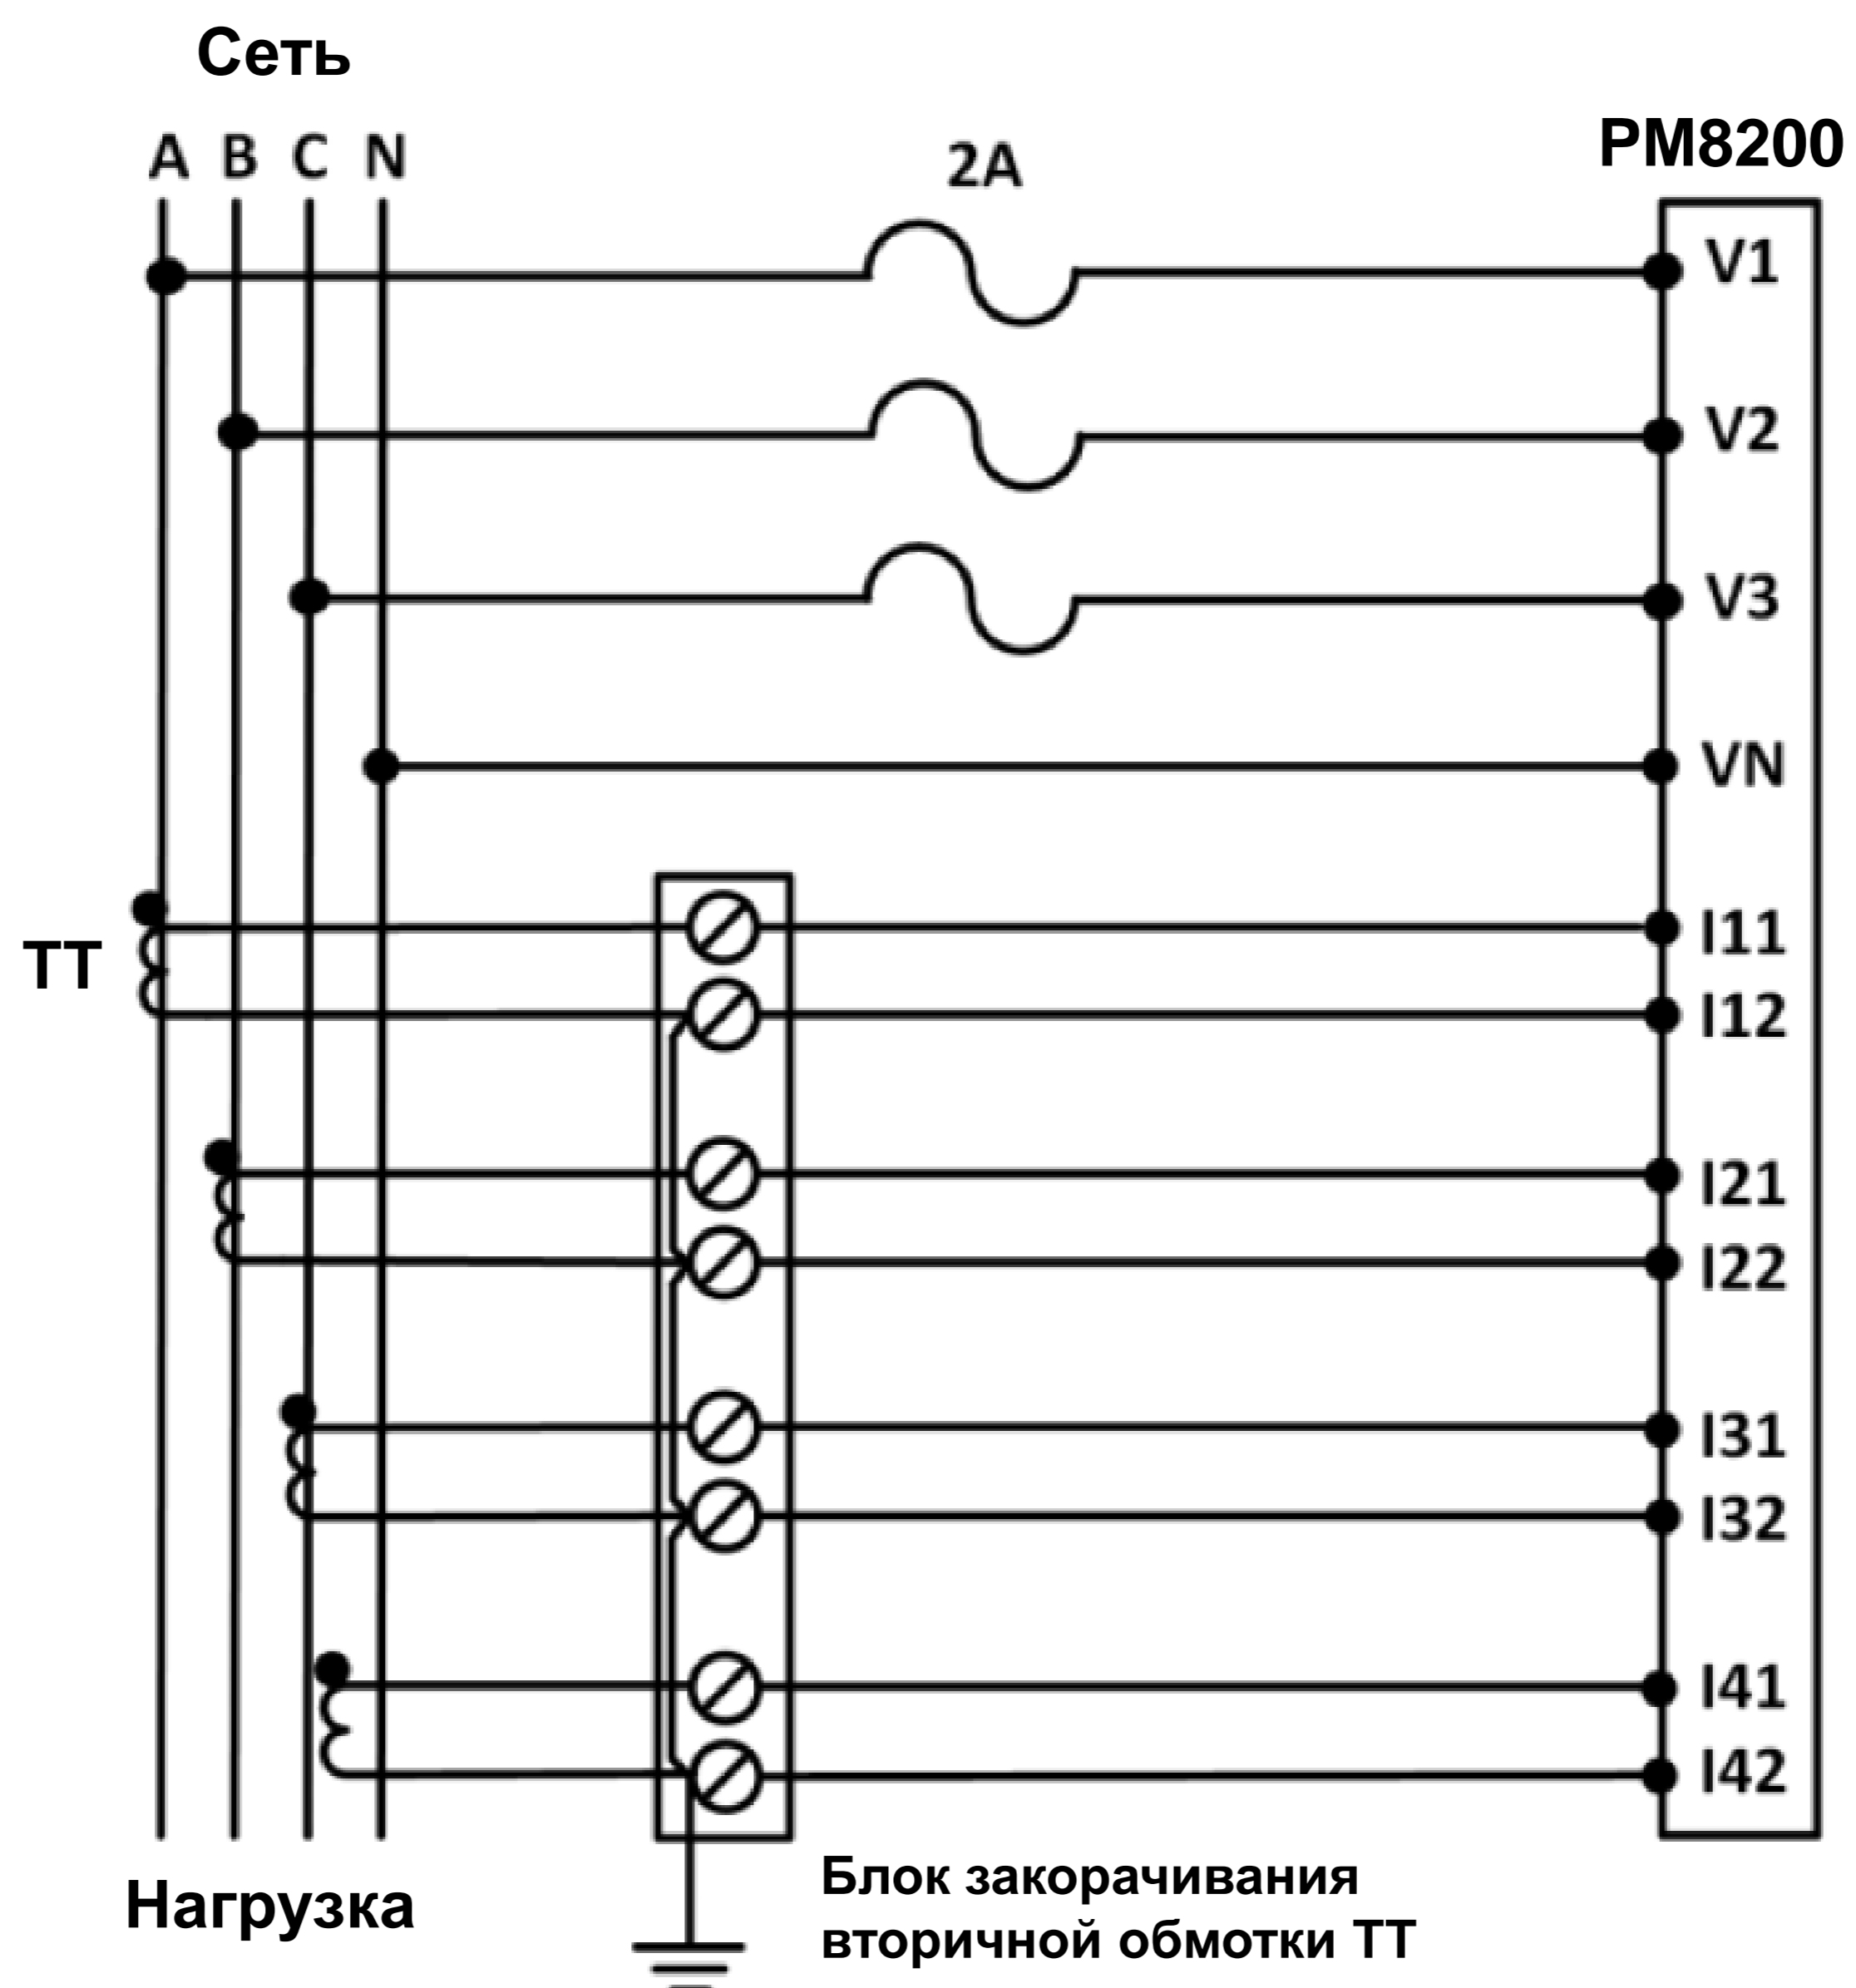 Сеть
A B C N
2A
PM8200
V1
V2
V3
VN
ТТ
I11
I12
I21
I22
I31
I32
I41
I42
Нагрузка
Блок закорачивания
вторичной обмотки ТТ